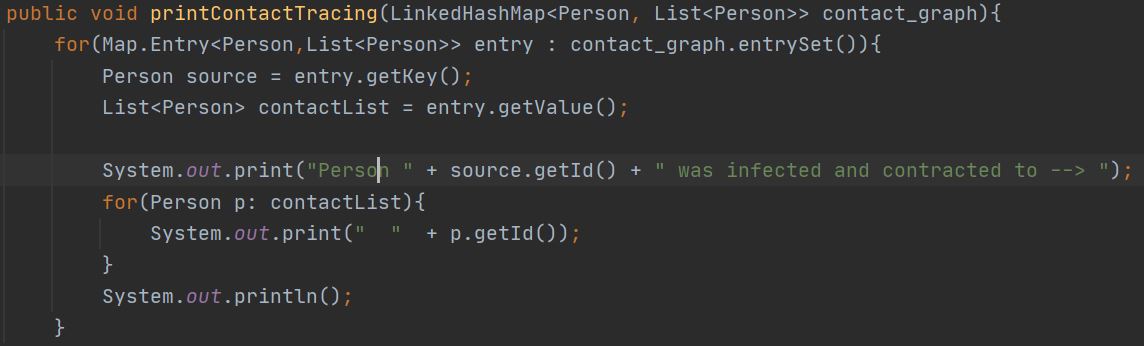 public void printContactTracing(LinkedHashMap<Person, List<Person>> contact_graph){
    for(Map.Entry<Person,List<Person>> entry : contact_graph.entrySet()){
        Person source = entry.getKey();
        List<Person> contactList = entry.getValue();

        System.out.print("Person " + source.getId() + " was infected and contracted to --> ");
        for(Person p: contactList){
            System.out.print("  "  + p.getId());
        }
        System.out.println();
    }